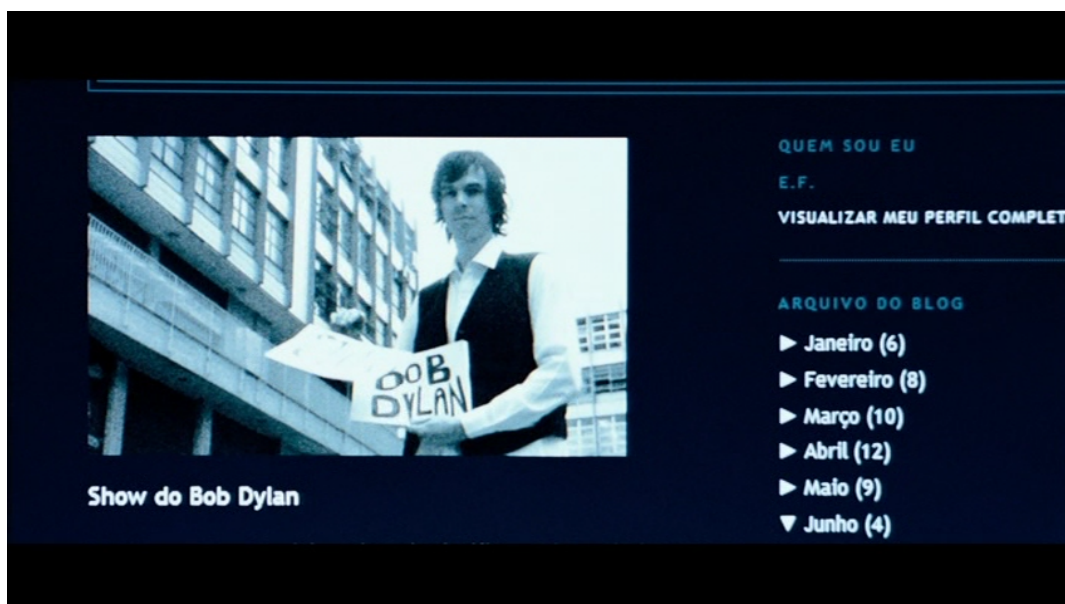 BOB
DYLAN
Show do Bob Dylan
QUEM SOU EU
E.F.
VISUALIZAR MEU PERFIL COMPLET
ARQUIVO DO BLOG
► Janeiro (6)
► Fevereiro (8)
► Março (10)
► Abril (12)
► Maio (9)
▼ Junho (4)